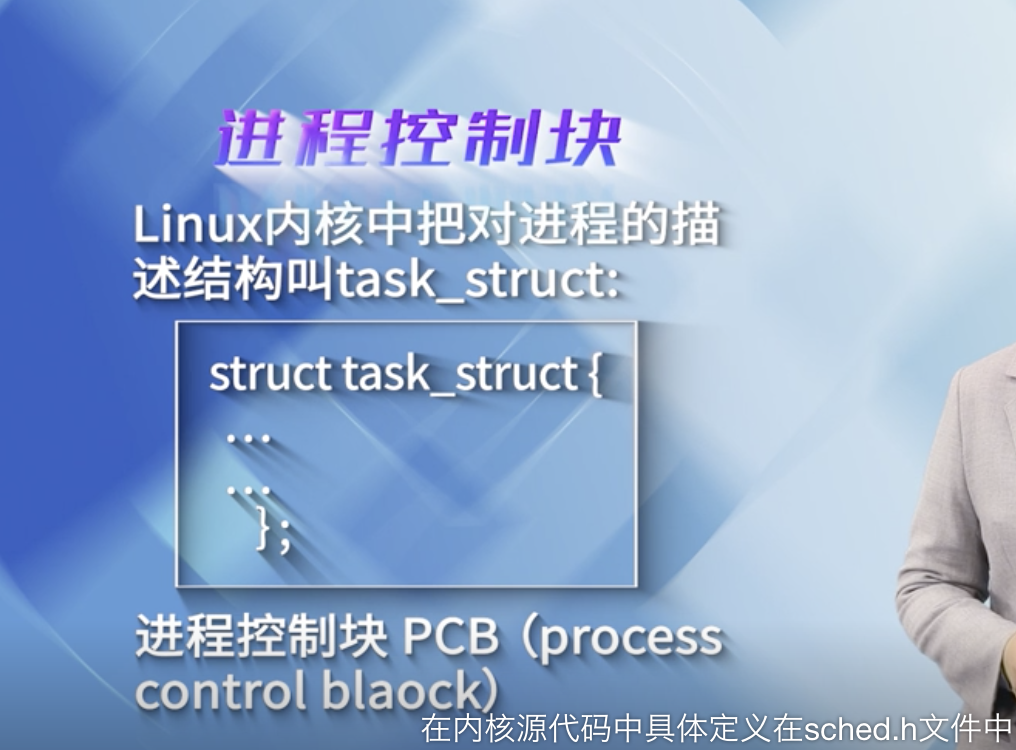 进程控制块
Linux内核中把对进程的描
述结构叫task_struct:
struct task_struct {
...
...
};
进程控制块 PCB（process
control blaock）
在内核源代码中具体定义在sched.h文件中